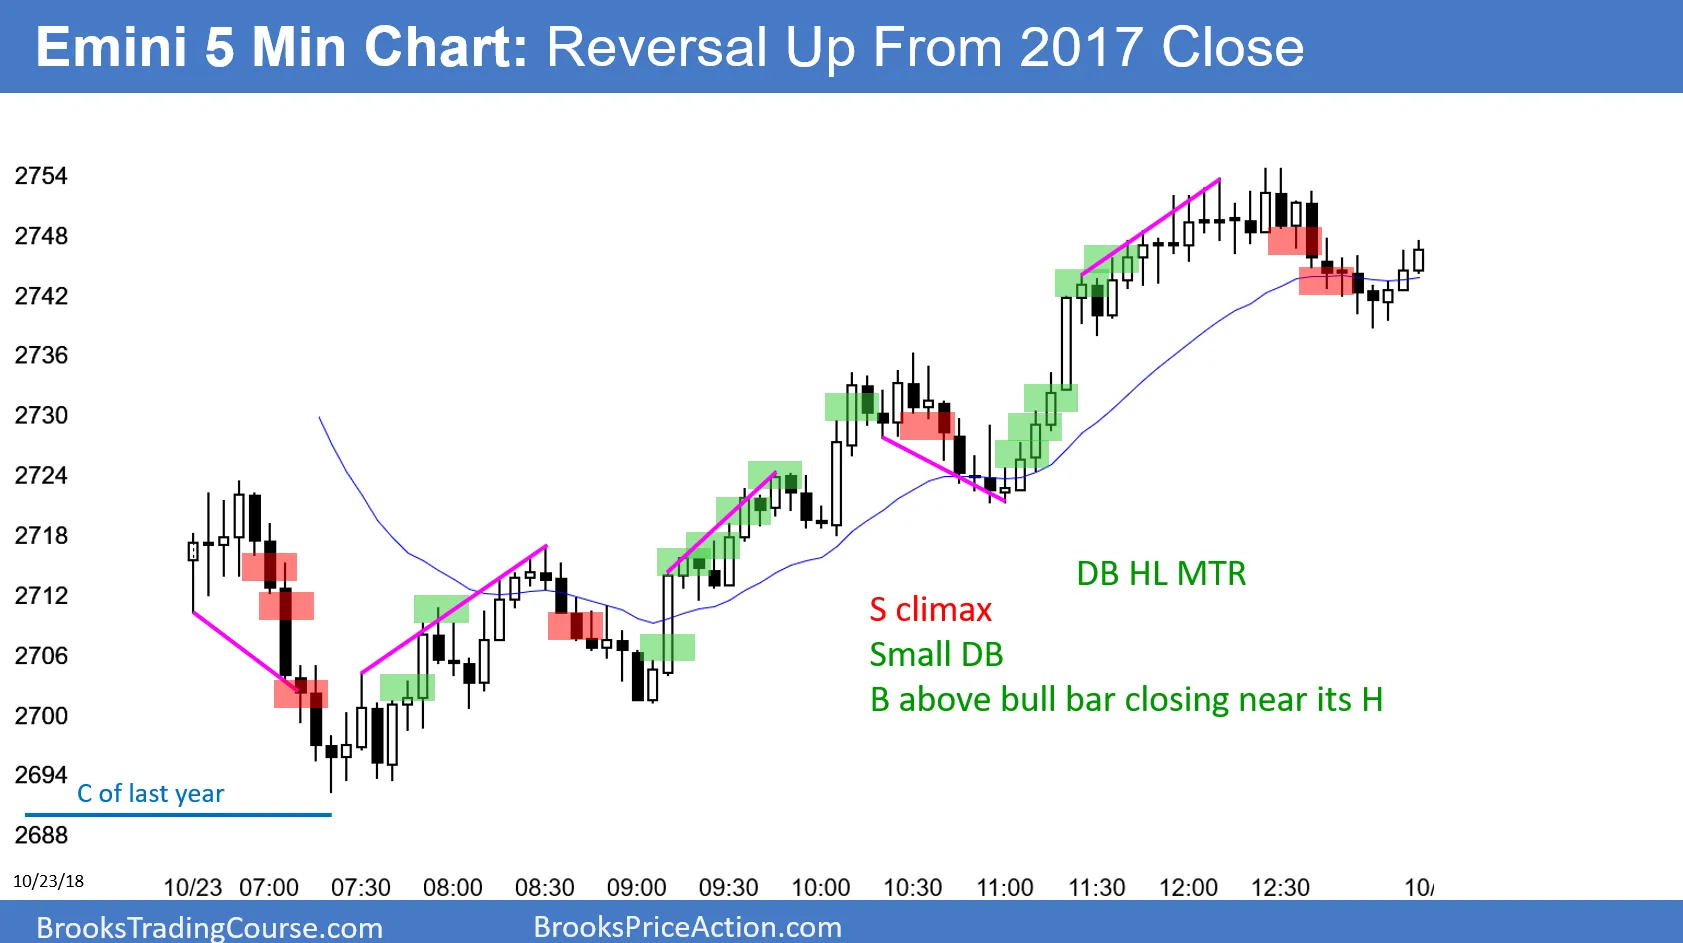 Emini 5 Min Chart: Reversal Up From 2017 Close
2754
2748
2742
2736
2730
2724
2718
2712
2706
2700
2694
2688
DB HL MTR
S climax
Small DB
B above bull bar closing near its H
C of last year
10/23/18
10/23 07:00 07:30 08:00 08:30 09:00 09:30 10:00 10:30 11:00 11:30 12:00 12:30 10/
BrooksTradingCourse.com BrooksPriceAction.com